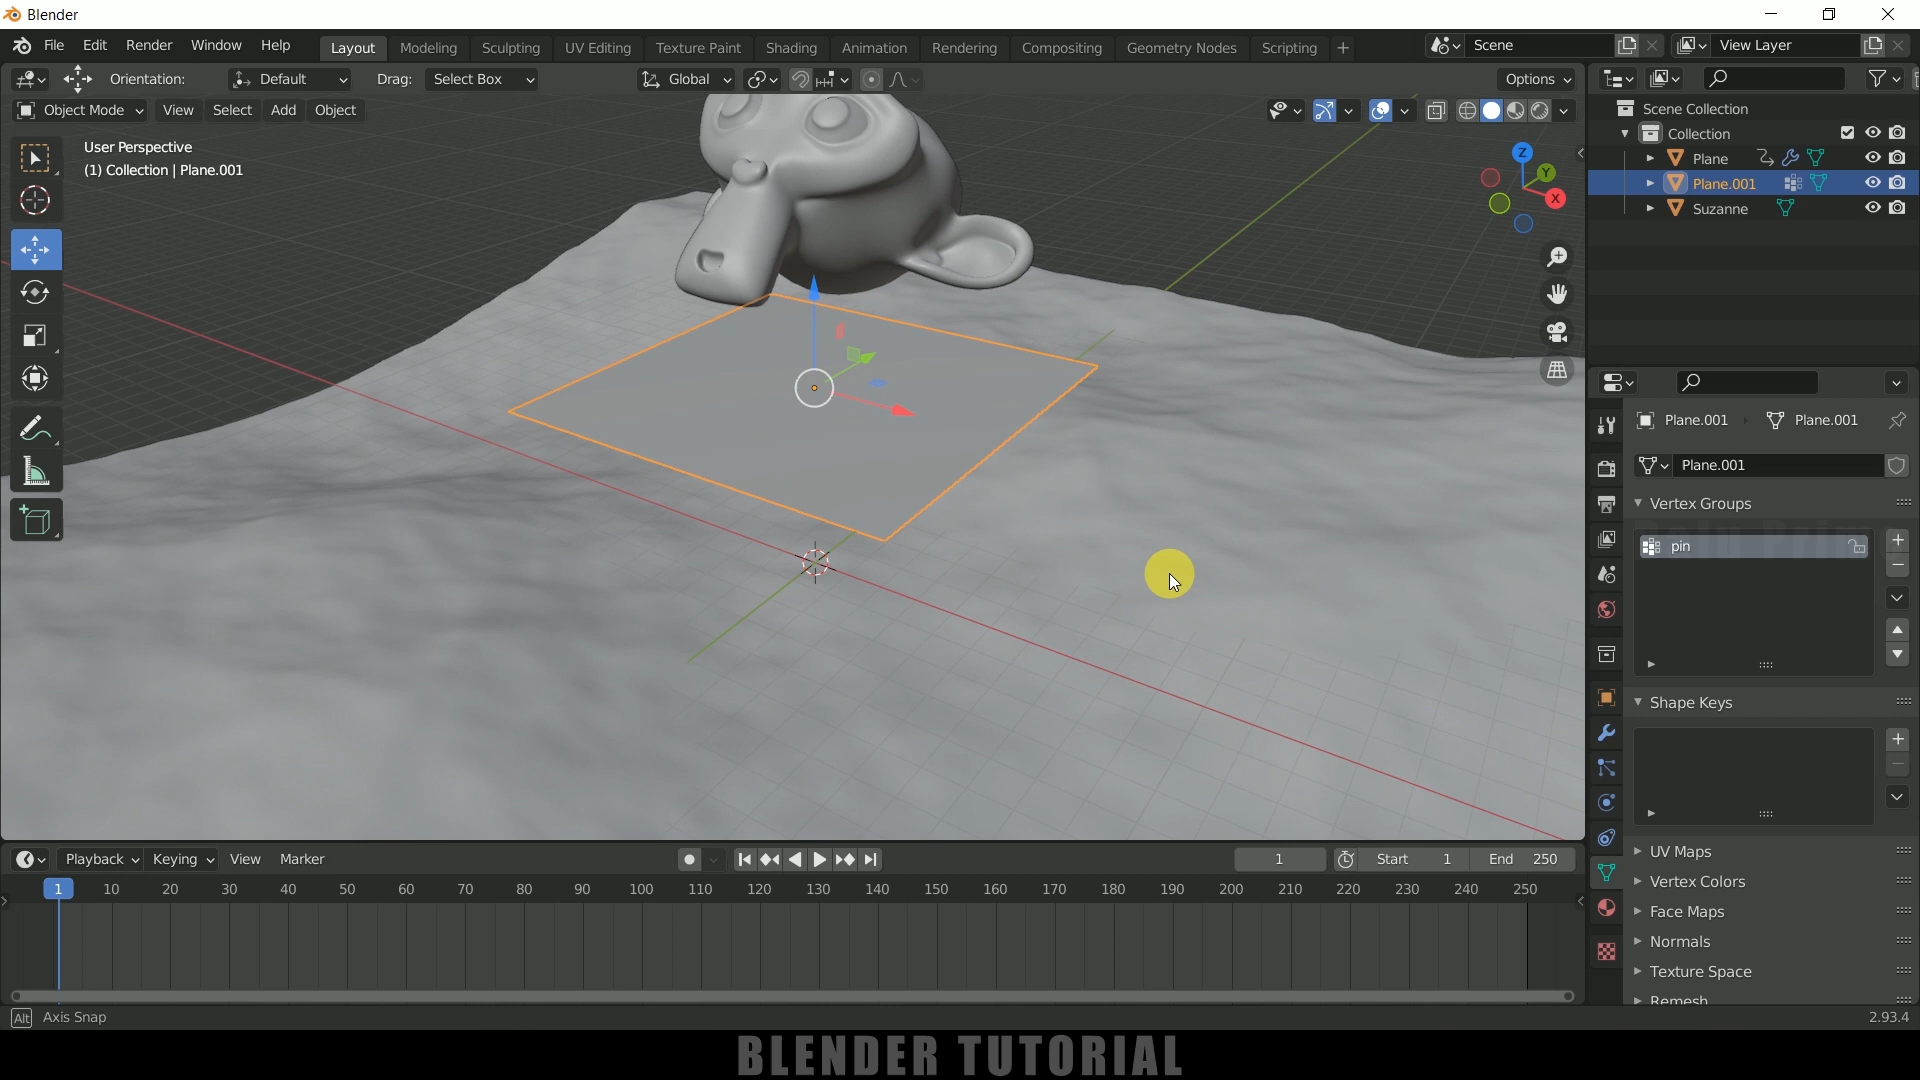 Blender
File Edit Render Window Help
Layout Modeling Sculpting UV Editing Texture Paint Shading Animation Rendering Compositing Geometry Nodes Scripting +
Scene
View Layer
Orientation: Default Drag: Select Box Global Options
Object Mode View Select Add Object
User Perspective
(1) Collection | Plane.001
Z
Y
X
Scene Collection
Collection
Plane
Plane.001
Suzanne
Plane.001 Plane.001
Plane.001
Vertex Groups
pin
Shape Keys
UV Maps
Vertex Colors
Face Maps
Normals
Texture Space
Remesh
Playback Keying View Marker 1 Start 1 End 250
1 10 20 30 40 50 60 70 80 90 100 110 120 130 140 150 160 170 180 190 200 210 220 230 240 250
Alt Axis Snap
2.93.4
BLENDER TUTORIAL